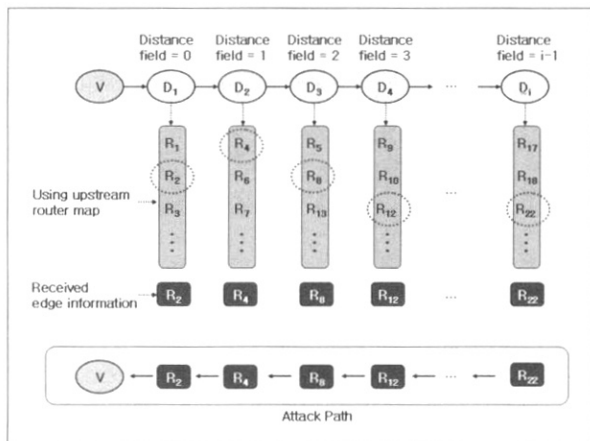 Distance field = 0 Distance field = 1 Distance field = 2 Distance field = 3 Distance field = i-1
V D1 D2 D3 D4 ... Di
R1 R4 R5 R9 R17
R2 R6 R8 R10 R18
Using upstream router map
R3 R7 R13 R12 ... R22
Received edge information
R2 R4 R8 R12 ... R22
V R2 R4 R8 R12 ... R22
Attack Path